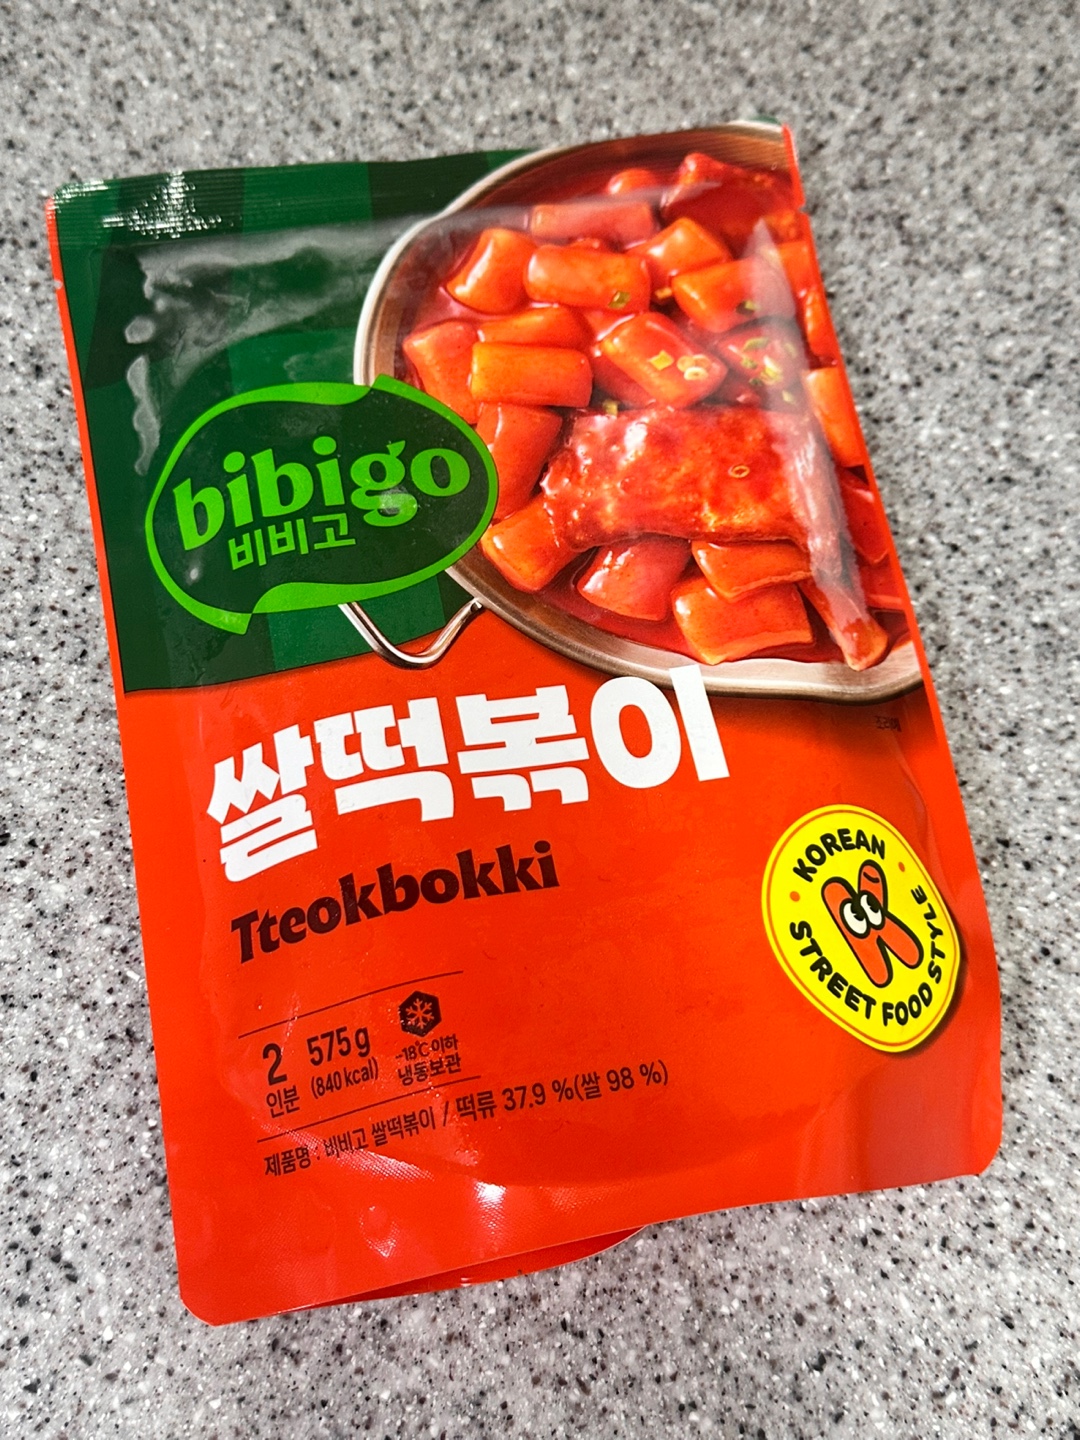 bibigo
비비고
쌀떡볶이
Tteokbokki
2
인분
575g
(840kcal)
-18℃이하
냉동보관
제품명 : 비비고 쌀떡볶이 / 떡류 37.9 %(쌀 98 %)
KOREAN
STREET FOOD STYLE